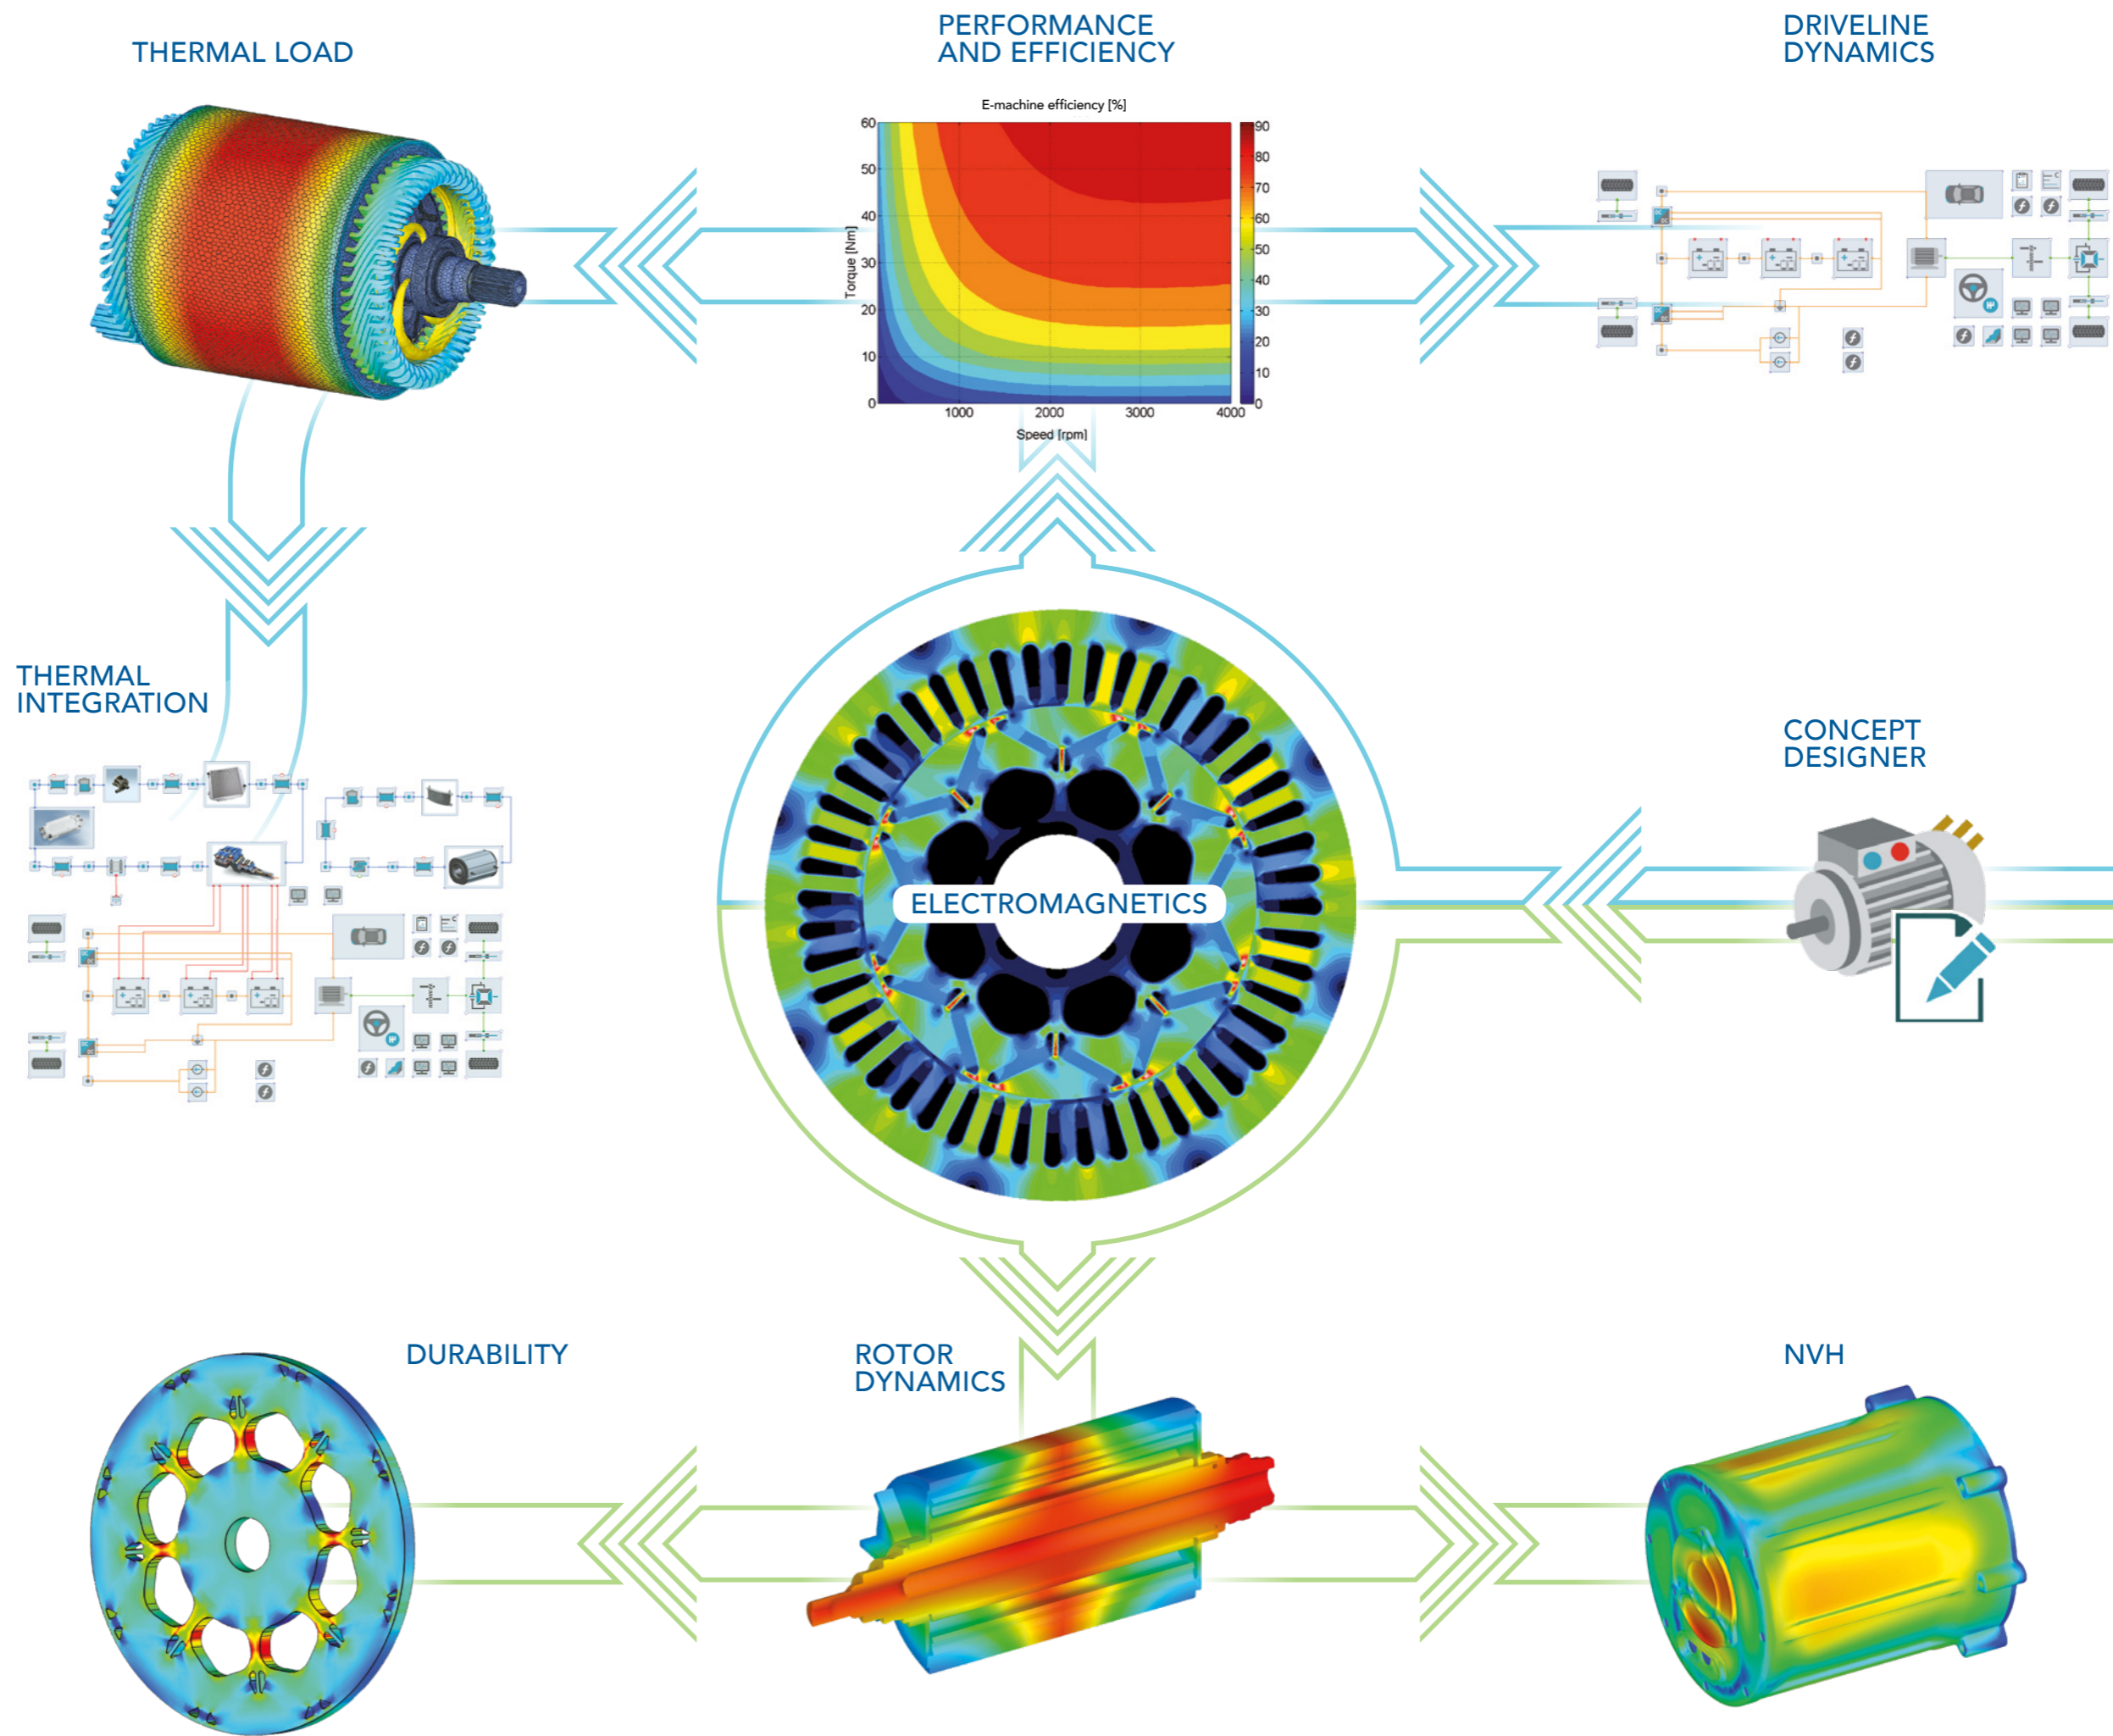 THERMAL LOAD
PERFORMANCE
AND EFFICIENCY
DRIVELINE
DYNAMICS
E-machine efficiency [%]
Torque [Nm]
60
50
40
30
20
10
0
1000
2000
3000
4000
Speed [rpm]
90
80
70
60
50
40
30
20
10
0
THERMAL
INTEGRATION
CONCEPT
DESIGNER
ELECTROMAGNETICS
DURABILITY
ROTOR
DYNAMICS
NVH